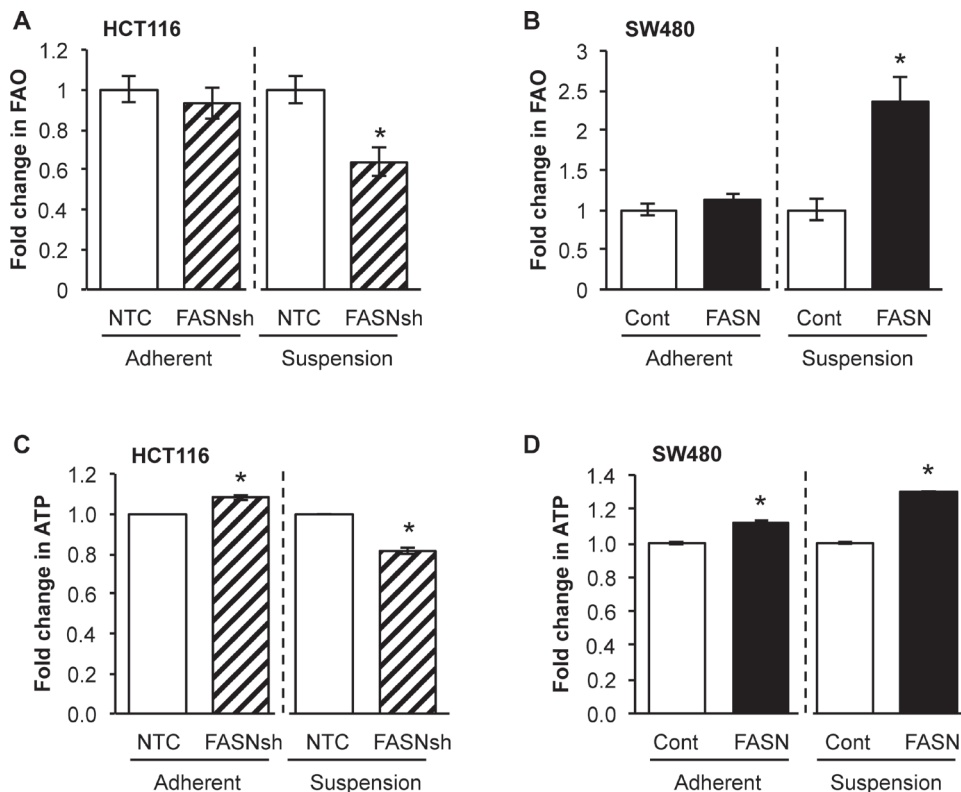 A
HCT116
Fold change in FAO
1.2
1
0.8
0.6
0.4
0.2
0
*
NTC FASNsh NTC FASNsh
Adherent Suspension
B
SW480
Fold change in FAO
3
2.5
2
1.5
1
0.5
0
*
Cont FASN Cont FASN
Adherent Suspension
C
HCT116
Fold change in ATP
1.2
1.0
0.8
0.6
0.4
0.2
0.0
*
*
NTC FASNsh NTC FASNsh
Adherent Suspension
D
SW480
Fold change in ATP
1.4
1.2
1.0
0.8
0.6
0.4
0.2
0.0
*
*
Cont FASN Cont FASN
Adherent Suspension